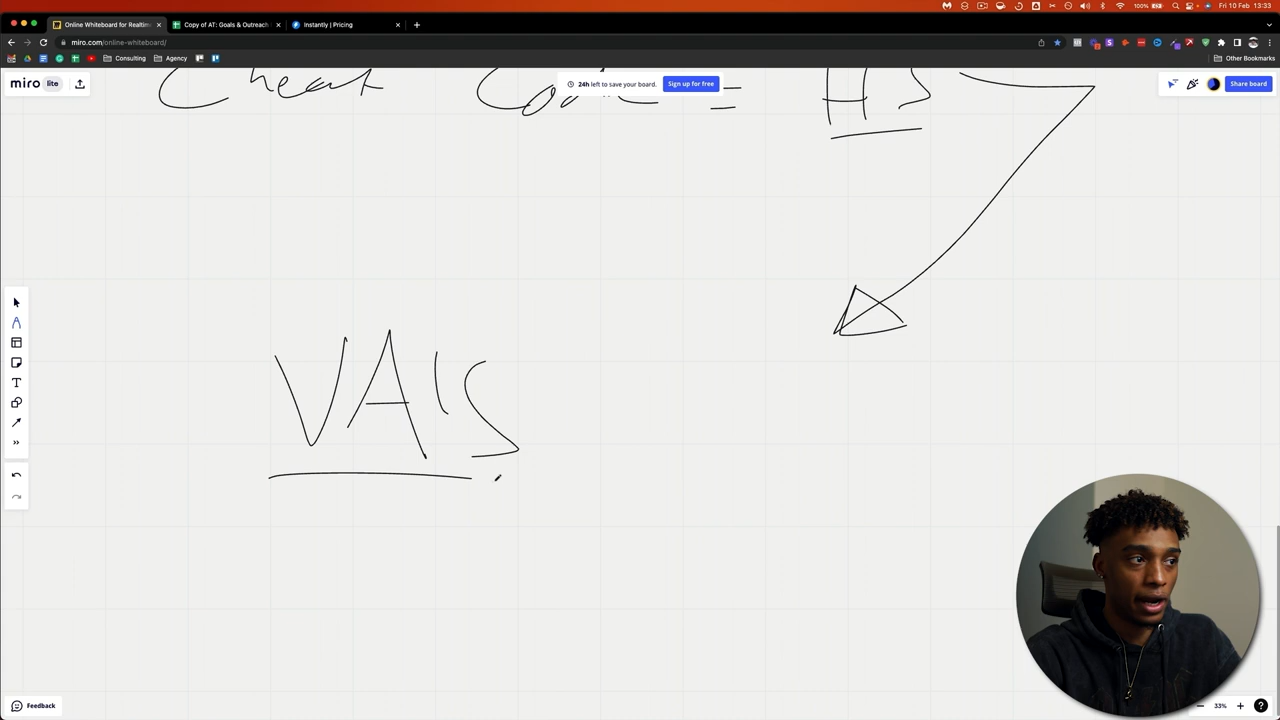 Fri 10 Feb 13:33
100%
Online Whiteboard for Realtim
Copy of AT: Goals & Outreach
Instantly | Pricing
miro.com/online-whiteboard/
Consulting
Agency
Other Bookmarks
miro lite
24h left to save your board.
Sign up for free
Share board
Cheat Code = HS
VA'S
Feedback
33%